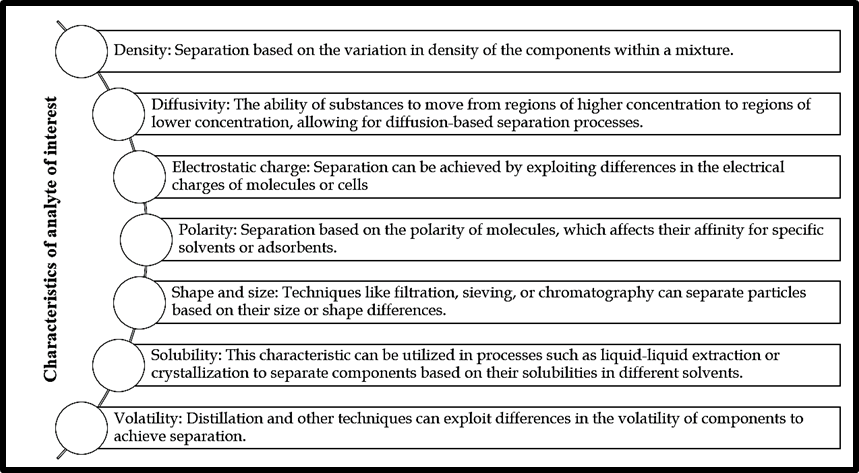 Characteristics of analyte of interest
Density: Separation based on the variation in density of the components within a mixture.
Diffusivity: The ability of substances to move from regions of higher concentration to regions of
lower concentration, allowing for diffusion-based separation processes.
Electrostatic charge: Separation can be achieved by exploiting differences in the electrical
charges of molecules or cells
Polarity: Separation based on the polarity of molecules, which affects their affinity for specific
solvents or adsorbents.
Shape and size: Techniques like filtration, sieving, or chromatography can separate particles
based on their size or shape differences.
Solubility: This characteristic can be utilized in processes such as liquid-liquid extraction or
crystallization to separate components based on their solubilities in different solvents.
Volatility: Distillation and other techniques can exploit differences in the volatility of components to
achieve separation.